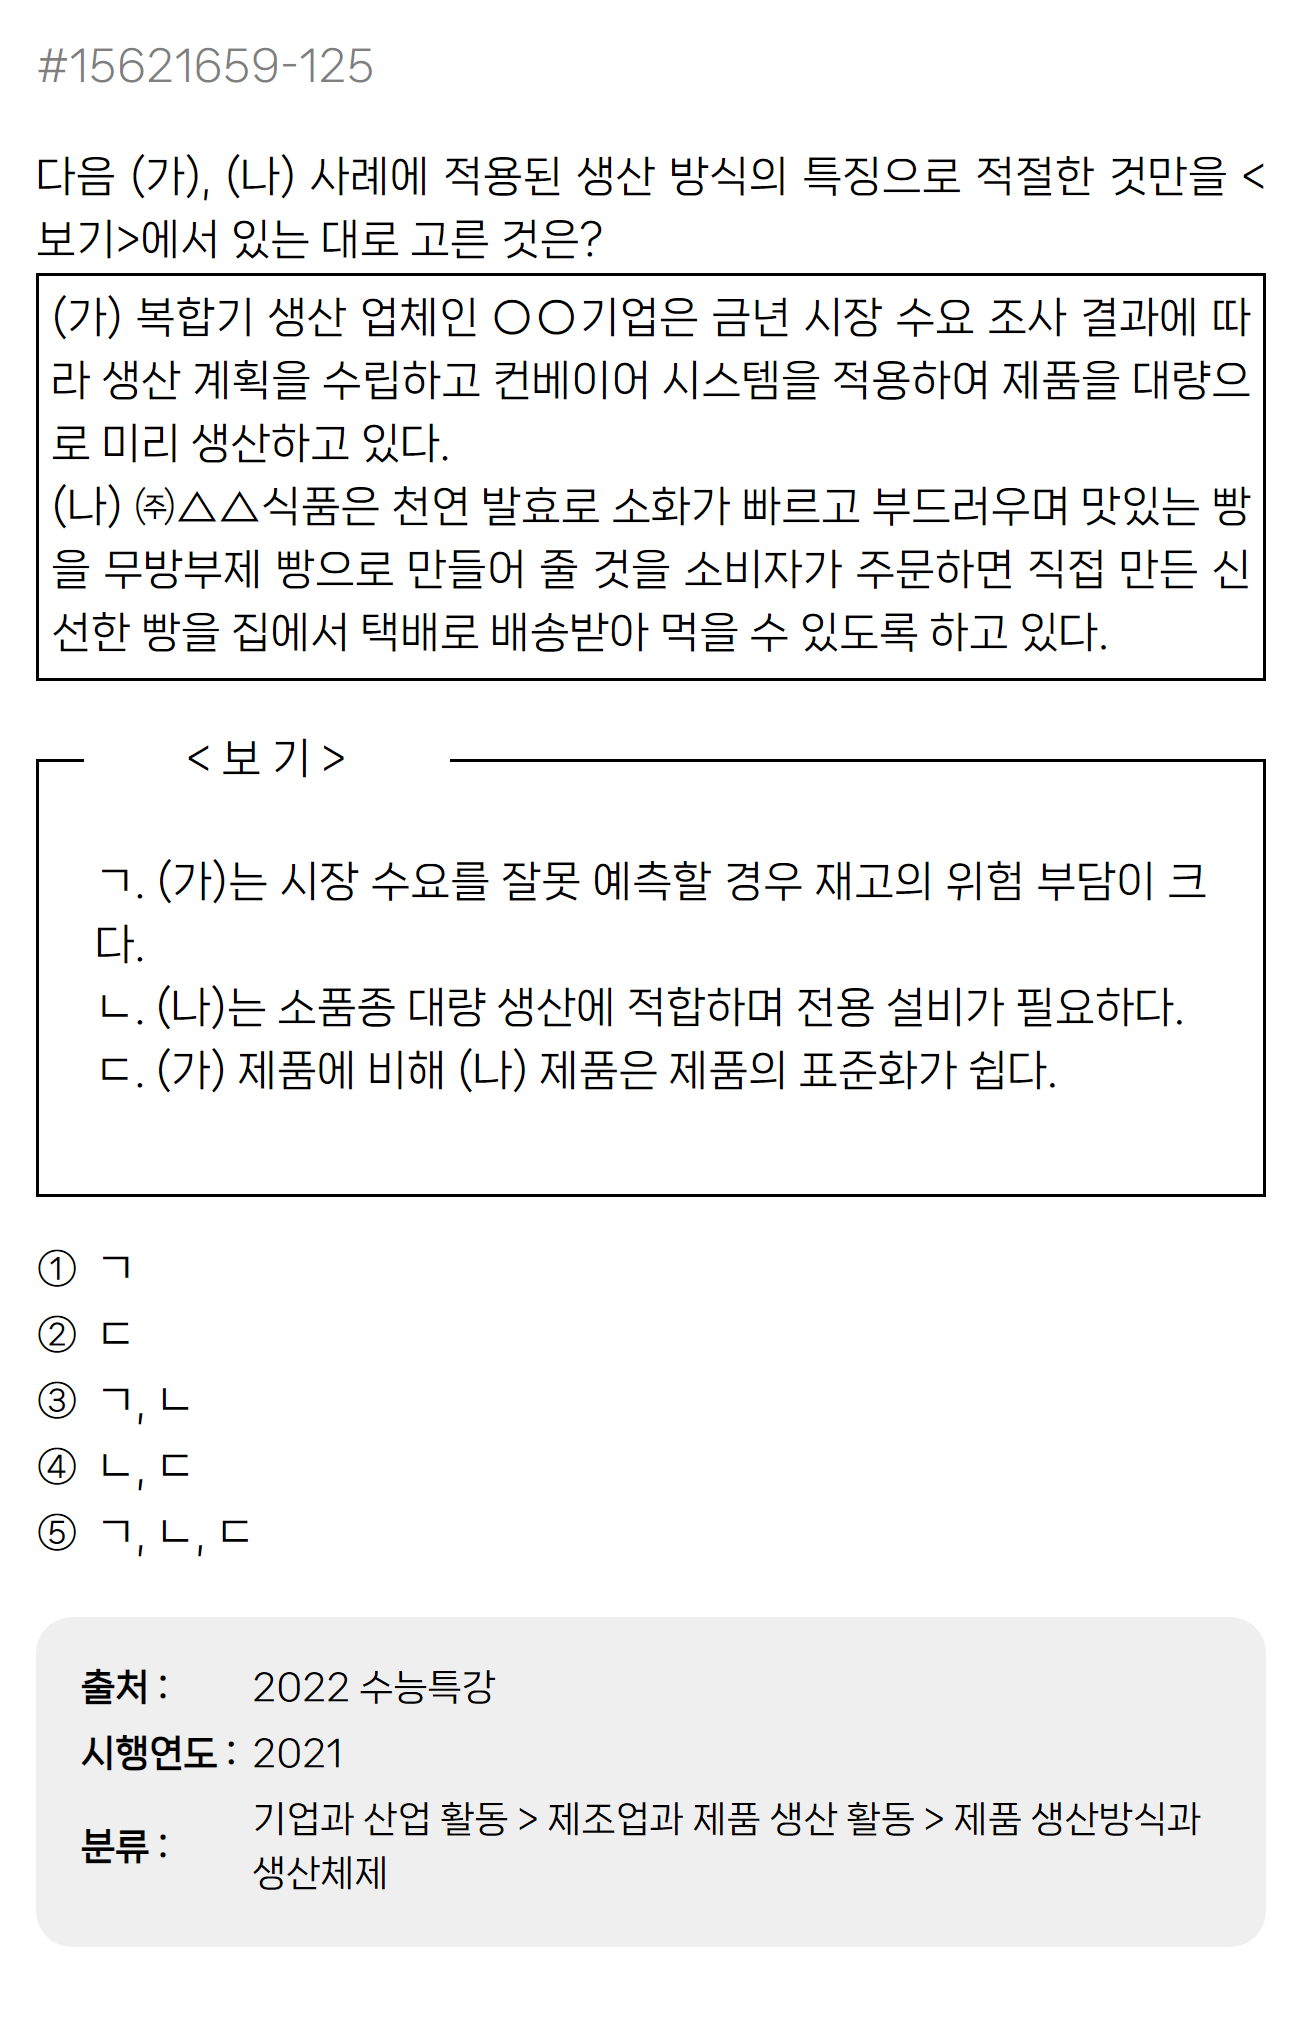 #15621659-125
다음 (가), (나) 사례에 적용된 생산 방식의 특징으로 적절한 것만을 <
보기>에서 있는 대로 고른 것은?
(가) 복합기 생산 업체인 ○○기업은 금년 시장 수요 조사 결과에 따
라 생산 계획을 수립하고 컨베이어 시스템을 적용하여 제품을 대량으
로 미리 생산하고 있다.
(나) ㈜△△식품은 천연 발효로 소화가 빠르고 부드러우며 맛있는 빵
을 무방부제 빵으로 만들어 줄 것을 소비자가 주문하면 직접 만든 신
선한 빵을 집에서 택배로 배송받아 먹을 수 있도록 하고 있다.
< 보 기 >
ㄱ. (가)는 시장 수요를 잘못 예측할 경우 재고의 위험 부담이 크
다.
ㄴ. (나)는 소품종 대량 생산에 적합하며 전용 설비가 필요하다.
ㄷ. (가) 제품에 비해 (나) 제품은 제품의 표준화가 쉽다.
① ㄱ
② ㄷ
③ ㄱ, ㄴ
④ ㄴ, ㄷ
⑤ ㄱ, ㄴ, ㄷ
출처 : 2022 수능특강
시행연도 : 2021
분류 : 기업과 산업 활동 > 제조업과 제품 생산 활동 > 제품 생산방식과
생산체제